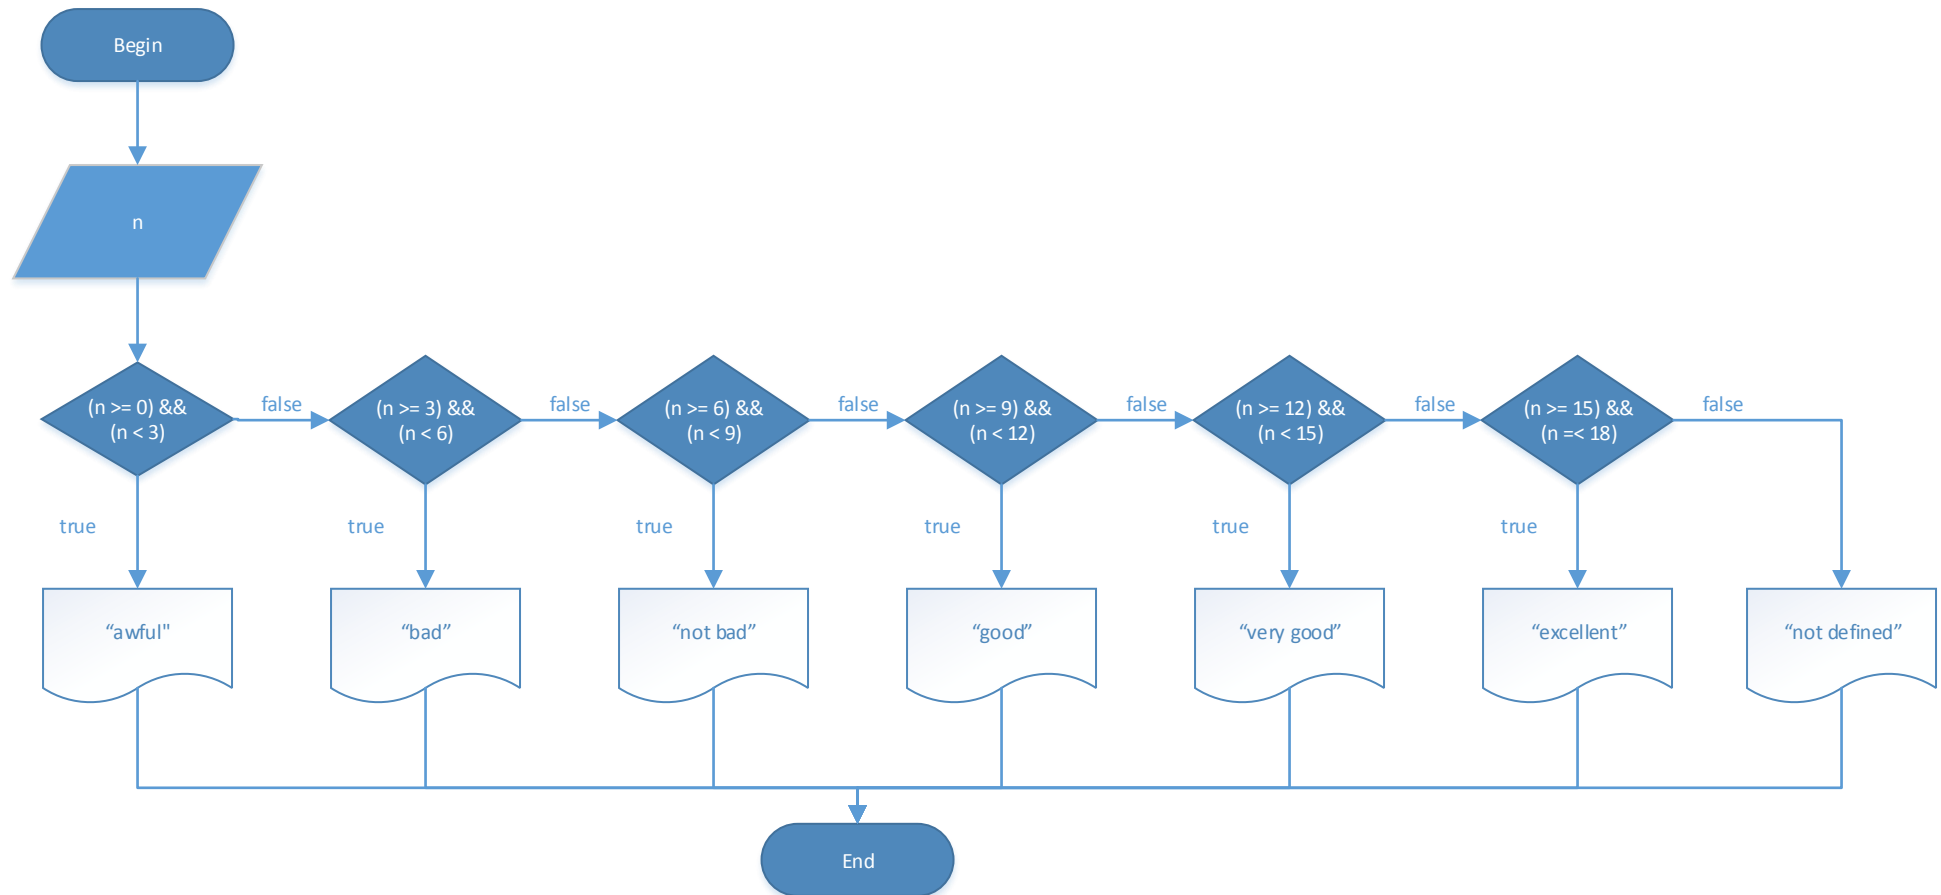 Begin
n
(n >= 0) &&
(n < 3)
false
(n >= 3) &&
(n < 6)
false
(n >= 6) &&
(n < 9)
false
(n >= 9) &&
(n < 12)
false
(n >= 12) &&
(n < 15)
false
(n >= 15) &&
(n =< 18)
false
true
true
true
true
true
true
“awful"
“bad”
“not bad”
“good”
“very good”
“excellent”
“not defined”
End